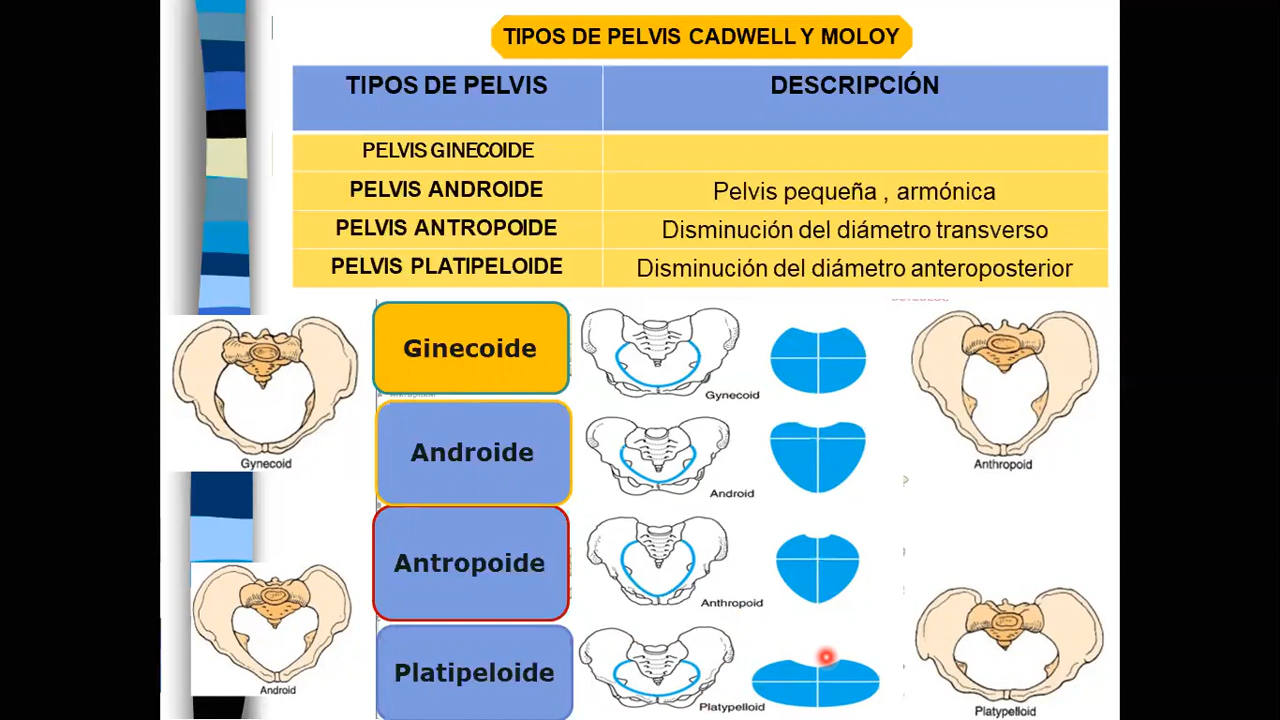 TIPOS DE PELVIS CADWELL Y MOLOY
TIPOS DE PELVIS DESCRIPCIÓN
PELVIS GINECOIDE
PELVIS ANDROIDE Pelvis pequeña , armónica
PELVIS ANTROPOIDE Disminución del diámetro transverso
PELVIS PLATIPELOIDE Disminución del diámetro anteroposterior
Ginecoide
Gynecoid
Gynecoid
Anthropoid
Androide
Android
Antropoide
Anthropoid
Android
Platipeloide
Platypelloid
Platypelloid